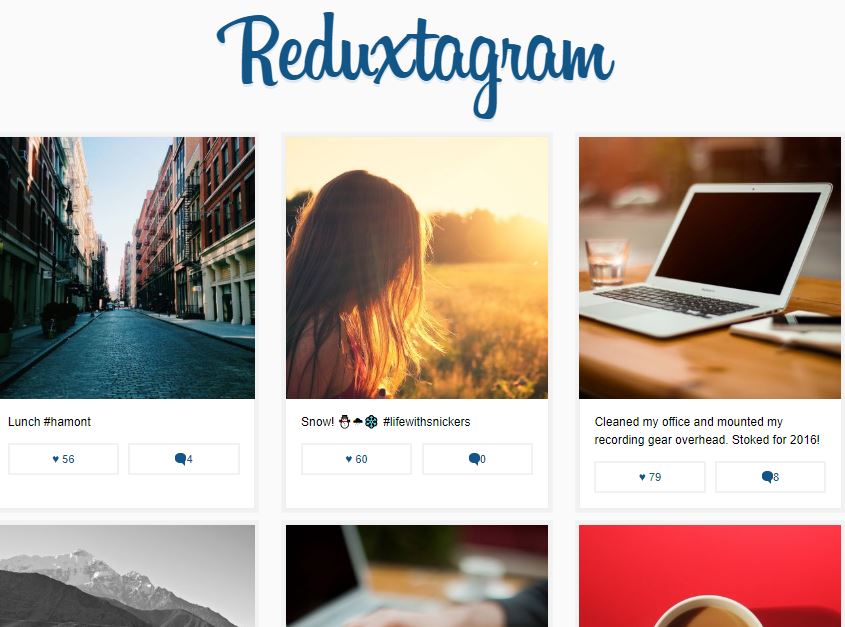 Reduxtagram
Lunch #hamont
♥ 56
4
Snow! ⛄☁❄ #lifewithsnickers
♥ 60
0
Cleaned my office and mounted my
recording gear overhead. Stoked for 2016!
♥ 79
8